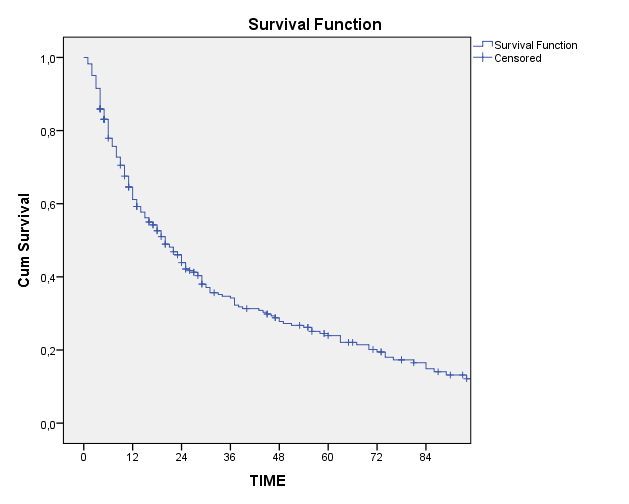 Survival Function
Survival Function
Censored
1,0
0,8
0,6
0,4
0,2
0,0
Cum Survival
0 12 24 36 48 60 72 84
TIME